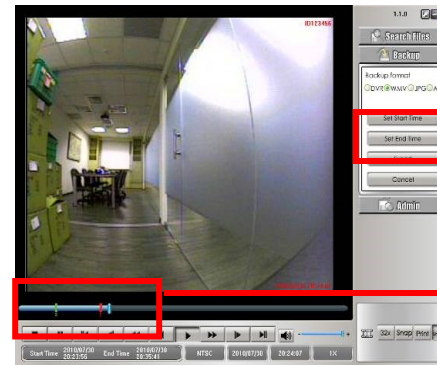 ID123456
1.1.0
Search Files
Backup
Backup format
DVR WMV JPG A
Set Start Time
Set End Time
Cancel
Admin
32x Snap Print
Start Time 2010/07/30 20:23:56 End Time 2010/07/30 20:35:41 NTSC 2010/07/30 20:24:07 1X